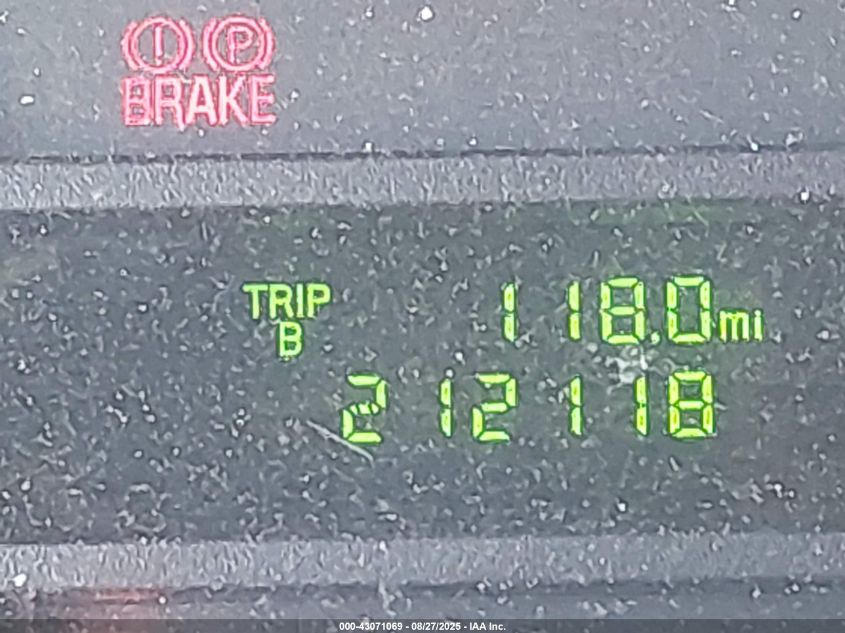 (!) (P)
BRAKE
TRIP B 118.0mi
212118
000-43071069 - 08/27/2025 - IAA Inc.